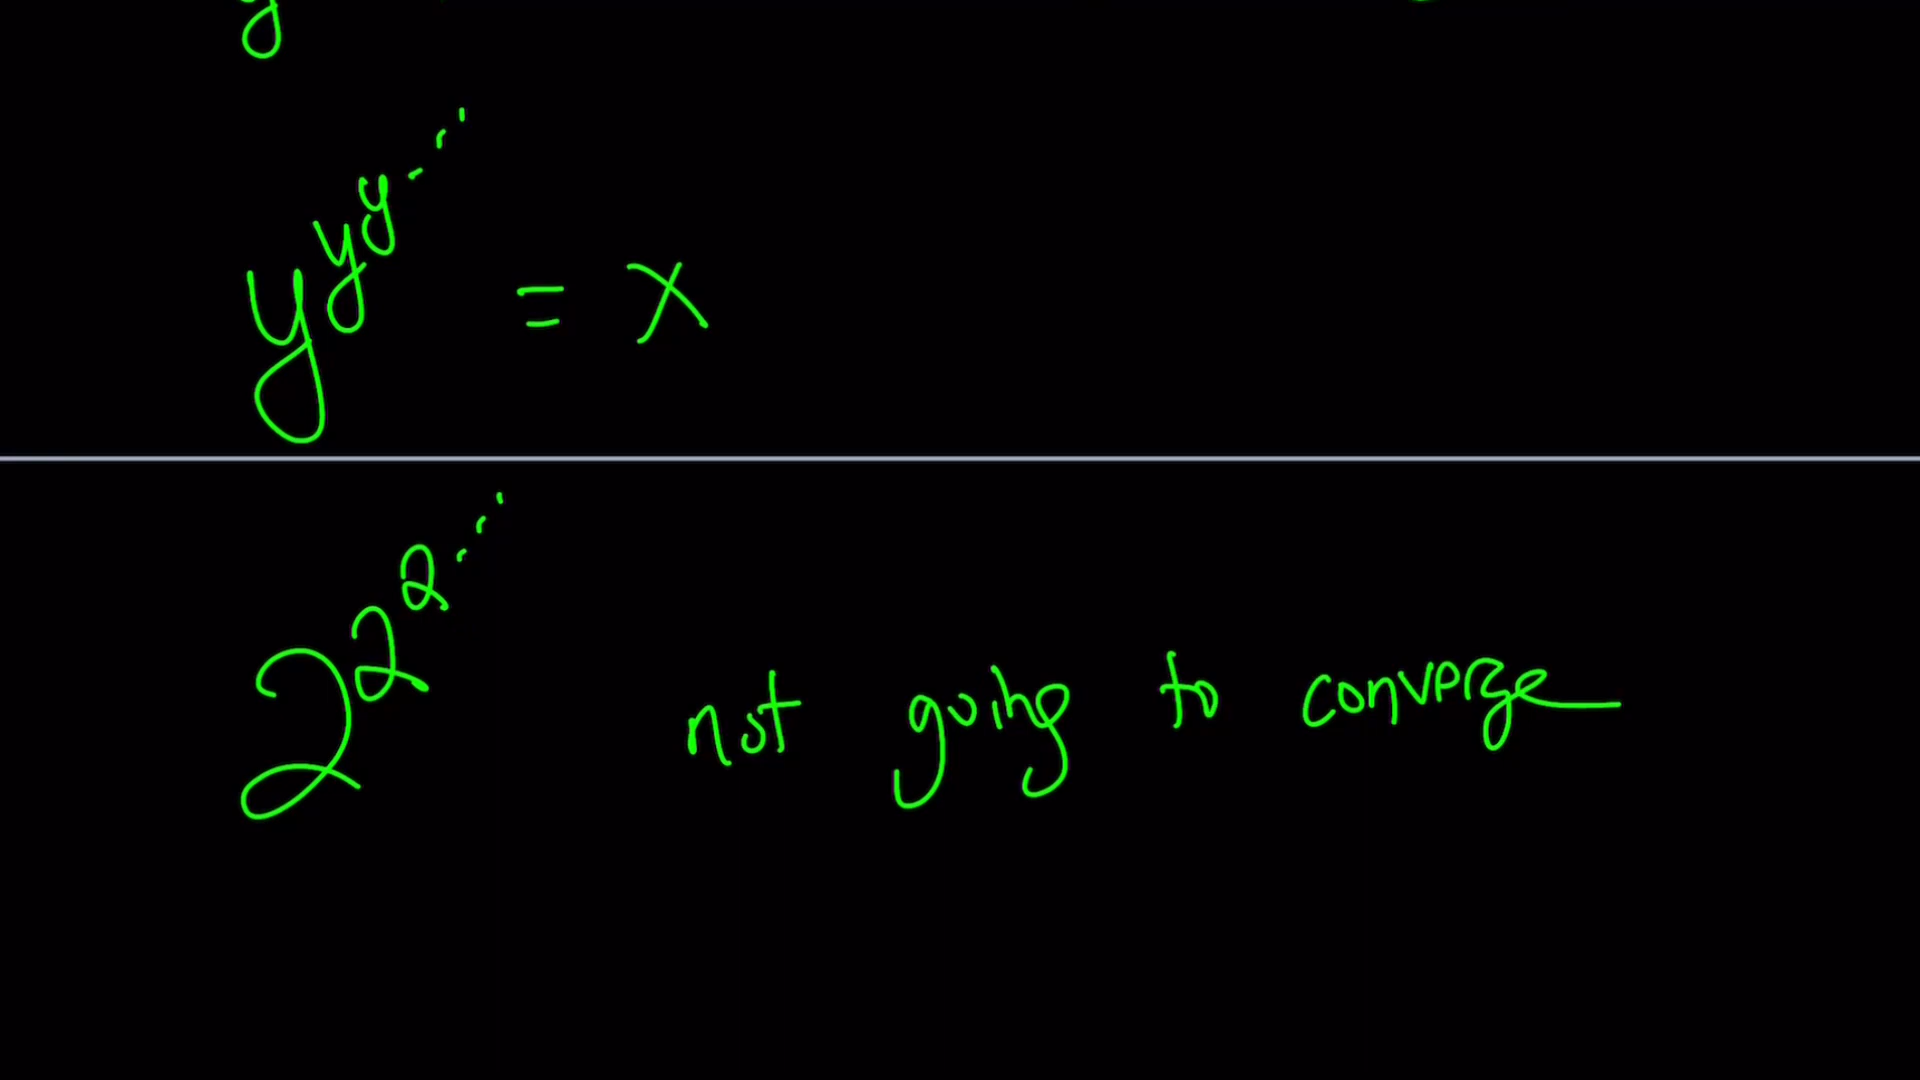 y
y^{y^{y^{...}}} = x
2^{2^{2^{...}}} not going to converge